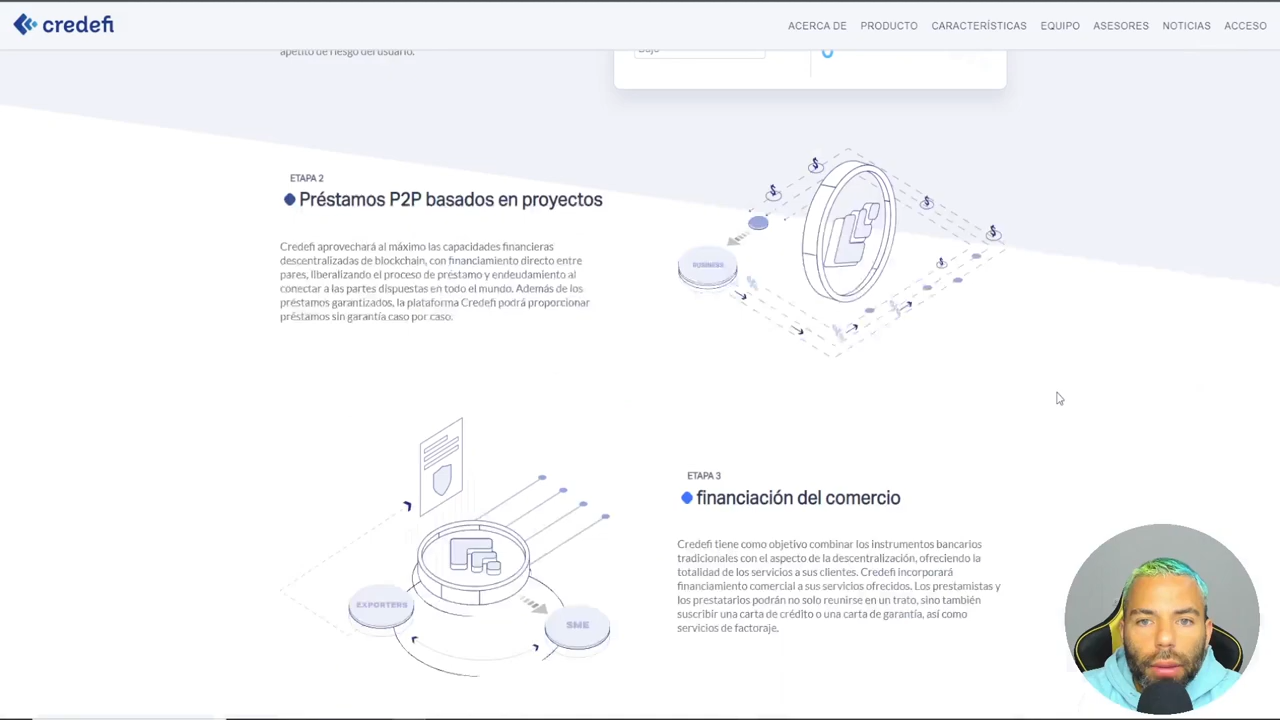 credefi
ACERCA DE
PRODUCTO
CARACTERÍSTICAS
EQUIPO
ASESORES
NOTICIAS
ACCESO
apetito de riesgo del usuario.
Bajo
ETAPA 2
Préstamos P2P basados en proyectos
Credefi aprovechará al máximo las capacidades financieras
descentralizadas de blockchain, con financiamiento directo entre
pares, liberalizando el proceso de préstamo y endeudamiento al
conectar a las partes dispuestas en todo el mundo. Además de los
préstamos garantizados, la plataforma Credefi podrá proporcionar
préstamos sin garantía caso por caso.
BUSINESS
ETAPA 3
financiación del comercio
Credefi tiene como objetivo combinar los instrumentos bancarios
tradicionales con el aspecto de la descentralización, ofreciendo la
totalidad de los servicios a sus clientes. Credefi incorporará
financiamiento comercial a sus servicios ofrecidos. Los prestamistas y
los prestatarios podrán no solo reunirse en un trato, sino también
suscribir una carta de crédito o una carta de garantía, así como
servicios de factoraje.
EXPORTERS
SME